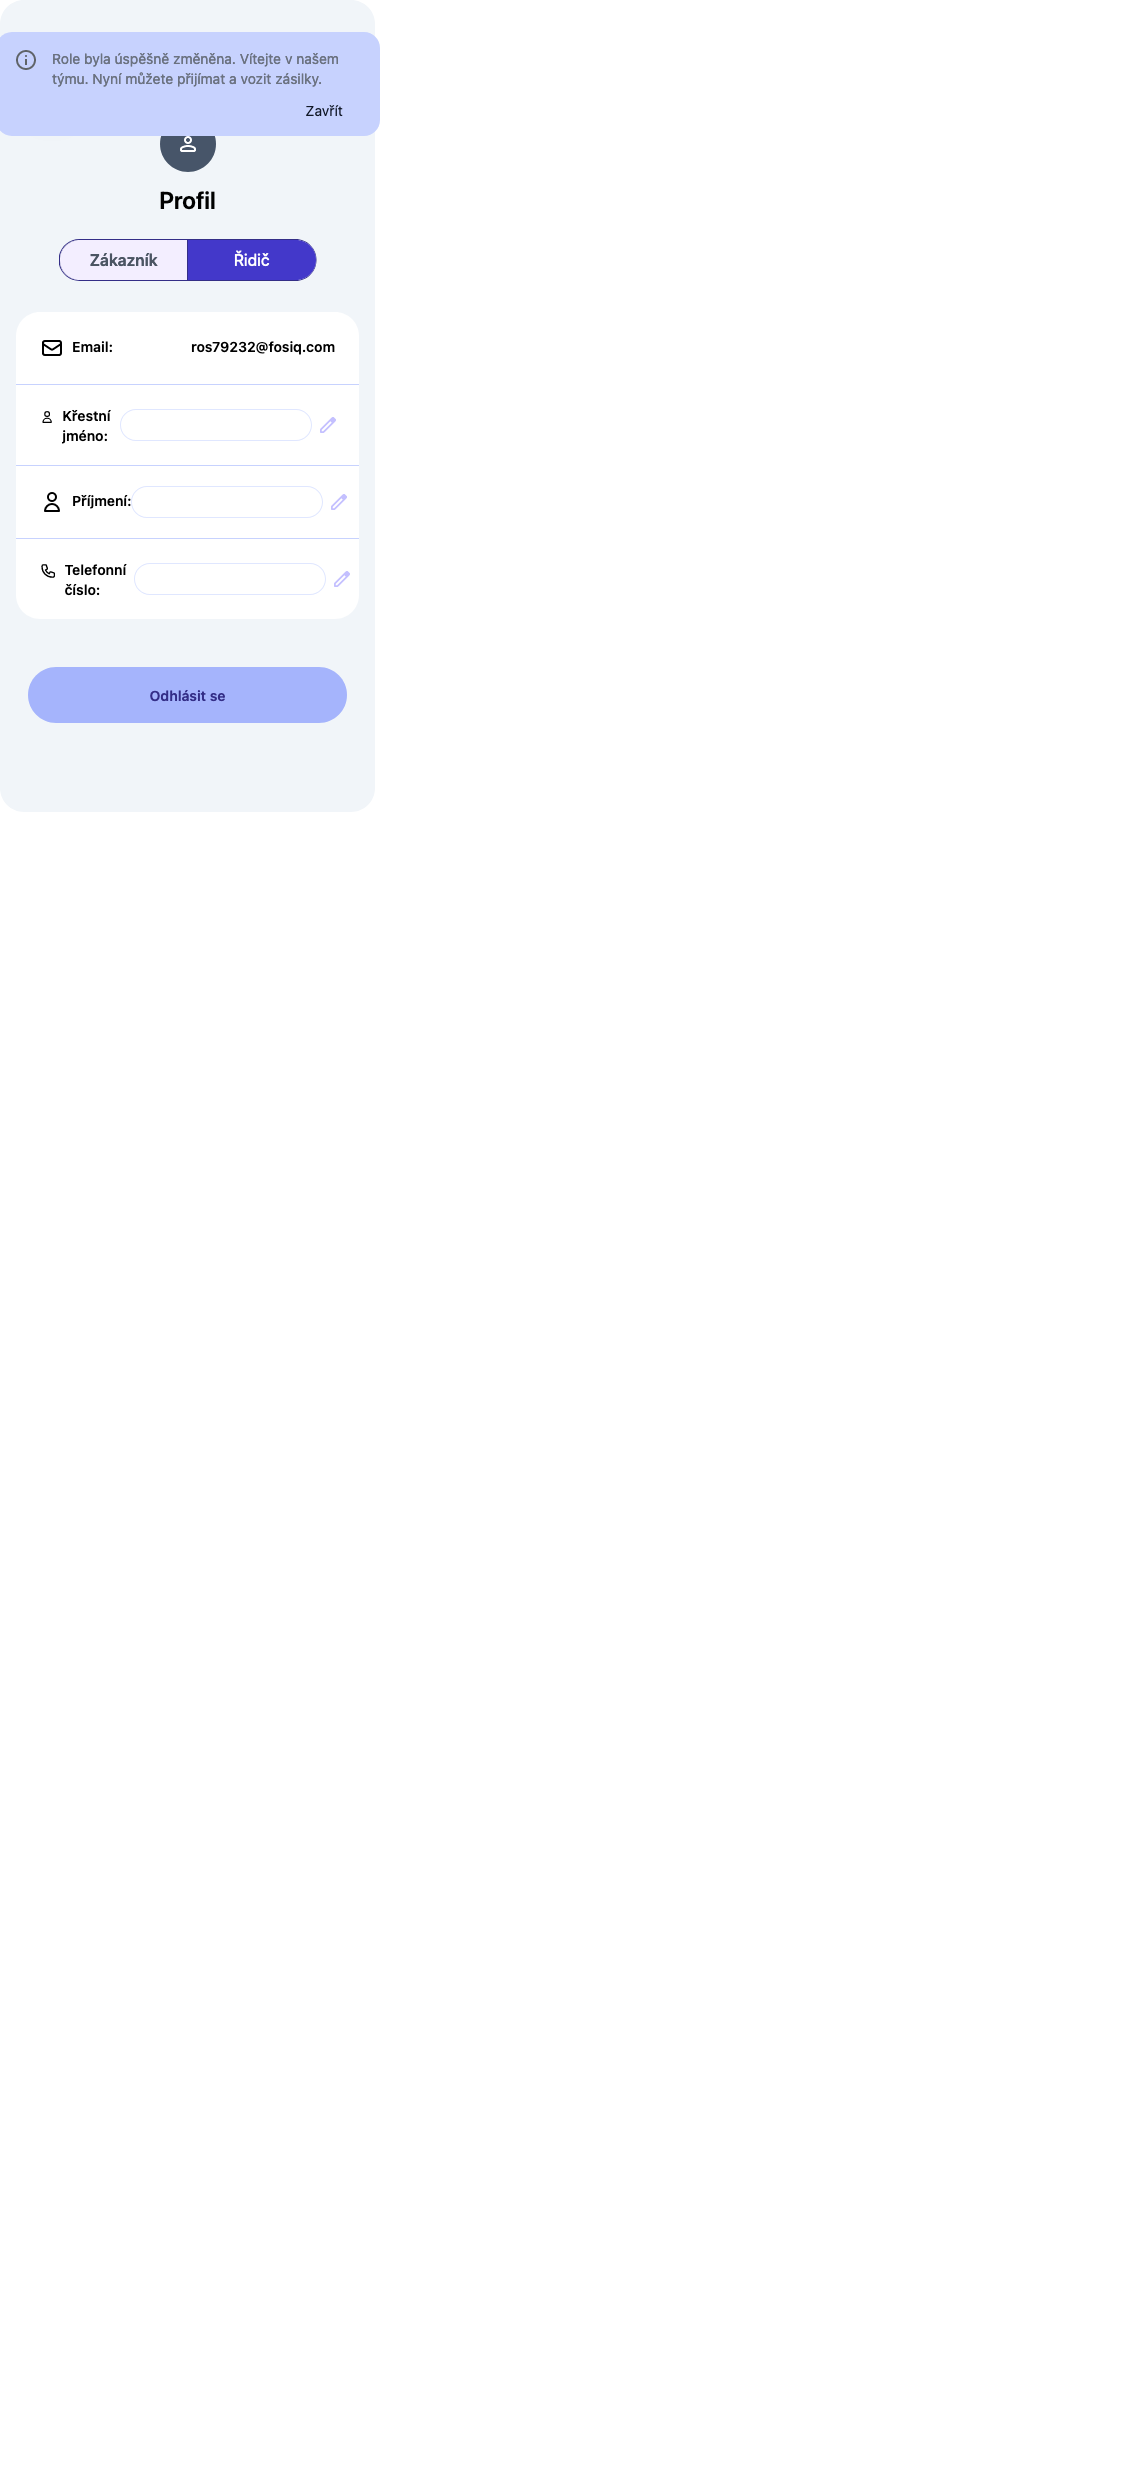 Role byla úspěšně změněna. Vítejte v našem
týmu. Nyní můžete přijímat a vozit zásilky.
Zavřít
Profil
Zákazník
Řidič
Email:
ros79232@fosiq.com
Křestní
jméno:
Příjmení:
Telefonní
číslo:
Odhlásit se